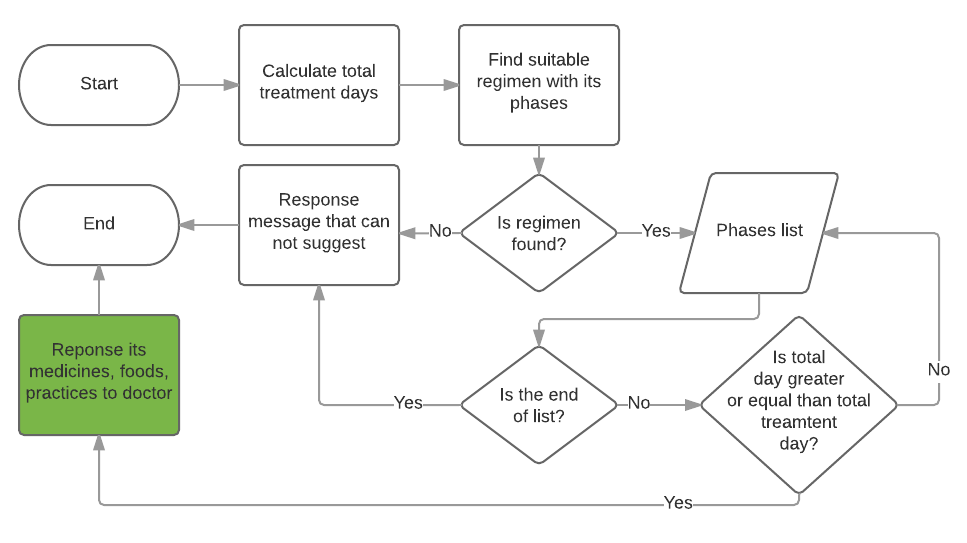 Start
Calculate total
treatment days
Find suitable
regimen with its
phases
End
Response
message that can
not suggest
No
Is regimen
found?
Yes
Phases list
Reponse its
medicines, foods,
practices to doctor
Yes
Is the end
of list?
No
Is total
day greater
or equal than total
treamtent
day?
No
Yes